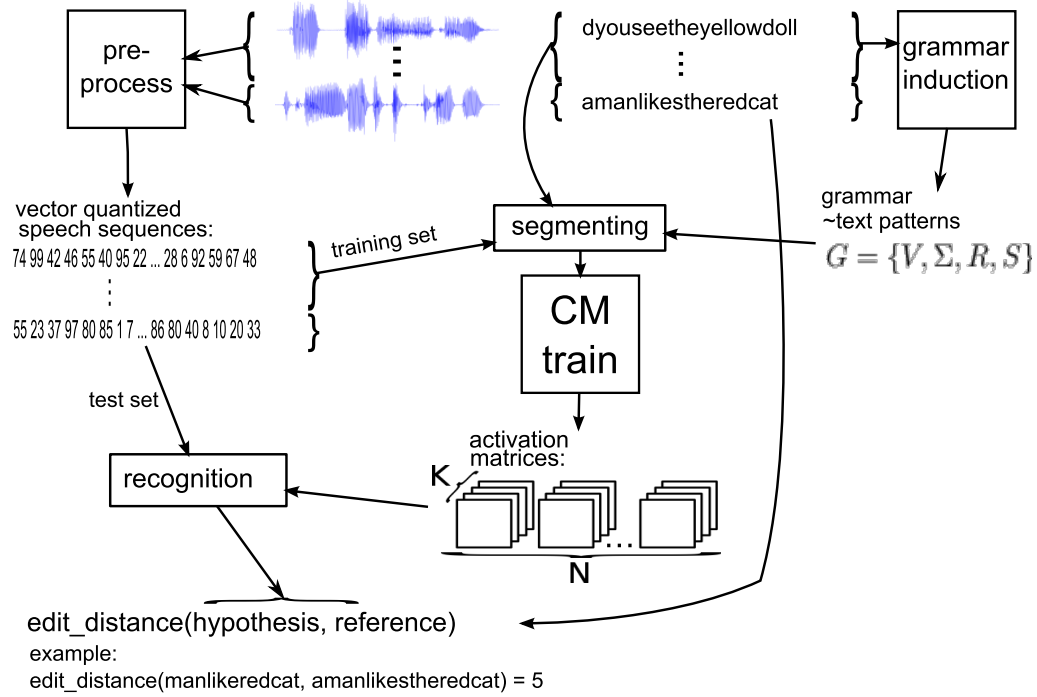 pre-
process
dyouseetheyellowdoll
amanlikestheredcat
grammar
induction
vector quantized
speech sequences:
74 99 42 46 55 40 95 22 ... 28 6 92 59 67 48
55 23 37 97 80 85 1 7 ... 86 80 40 8 10 20 33
training set
segmenting
grammar
~text patterns
G = {V, Σ, R, S}
CM
train
test set
activation
matrices:
K
...
N
recognition
edit_distance(hypothesis, reference)
example:
edit_distance(manlikeredcat, amanlikestheredcat) = 5